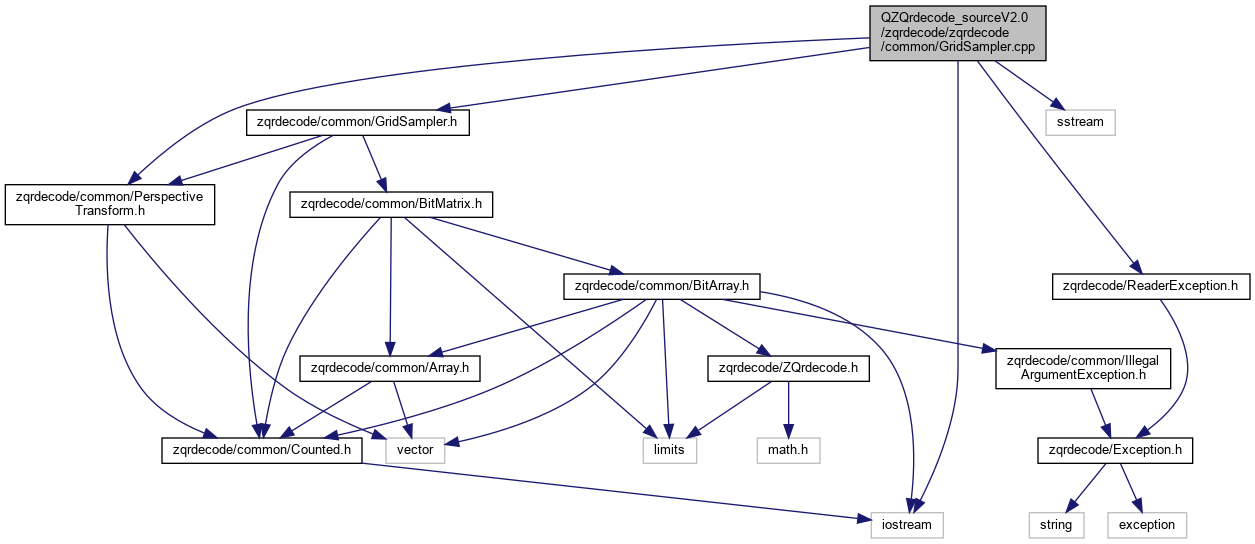 QZQrdecode_sourceV2.0
/zqrdecode/zqrdecode
/common/GridSampler.cpp
zqrdecode/common/GridSampler.h
sstream
zqrdecode/common/Perspective
Transform.h
zqrdecode/common/BitMatrix.h
zqrdecode/common/BitArray.h
zqrdecode/ReaderException.h
zqrdecode/common/Array.h
zqrdecode/ZQrdecode.h
zqrdecode/common/Illegal
ArgumentException.h
zqrdecode/common/Counted.h
vector
limits
math.h
zqrdecode/Exception.h
iostream
string
exception